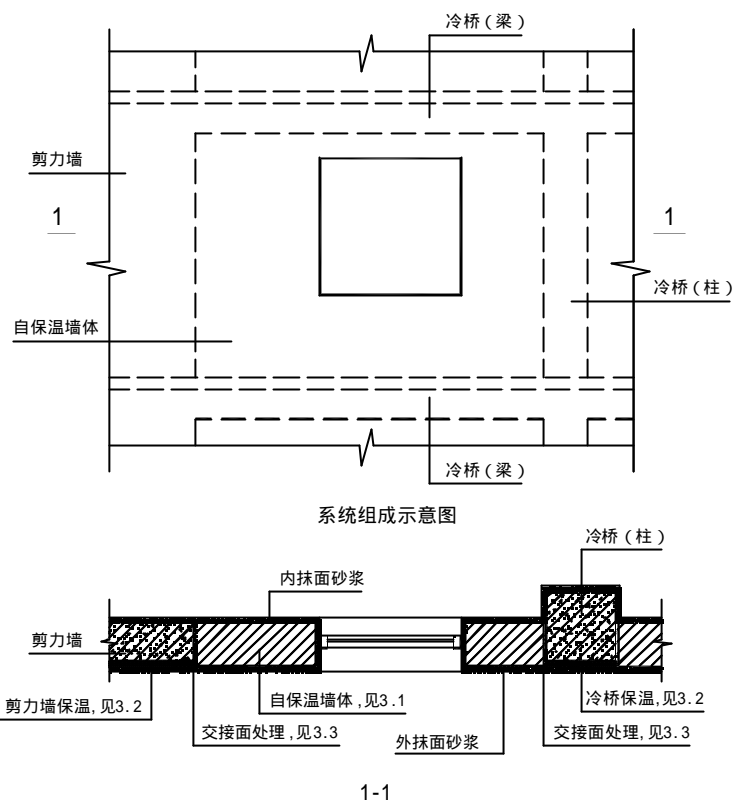 冷桥(梁)
剪力墙
1
1
冷桥(柱)
自保温墙体
冷桥(梁)
系统组成示意图
冷桥(柱)
内抹面砂浆
剪力墙
剪力墙保温,见3.2
自保温墙体,见3.1
冷桥保温,见3.2
交接面处理,见3.3
外抹面砂浆
交接面处理,见3.3
1-1